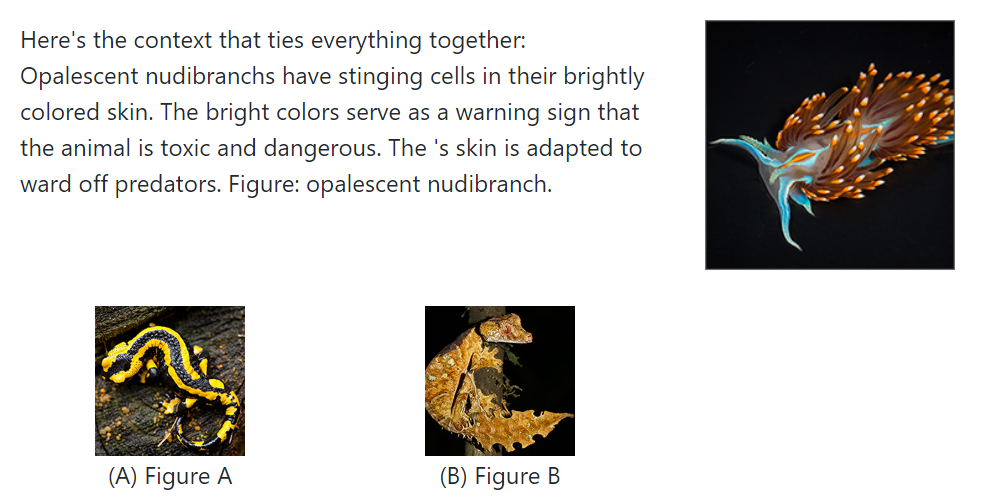 Here's the context that ties everything together:
Opalescent nudibranchs have stinging cells in their brightly
colored skin. The bright colors serve as a warning sign that
the animal is toxic and dangerous. The 's skin is adapted to
ward off predators. Figure: opalescent nudibranch.
(A) Figure A
(B) Figure B